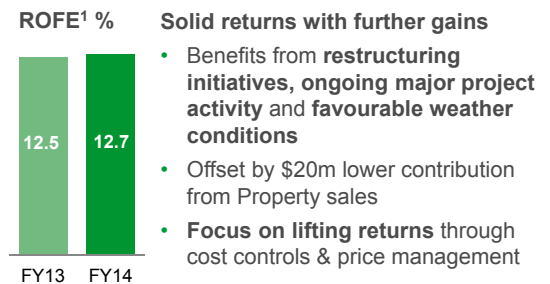 ROFE¹ %
12.5
12.7
FY13
FY14
Solid returns with further gains
• Benefits from restructuring
initiatives, ongoing major project
activity and favourable weather
conditions
• Offset by $20m lower contribution
from Property sales
• Focus on lifting returns through
cost controls & price management